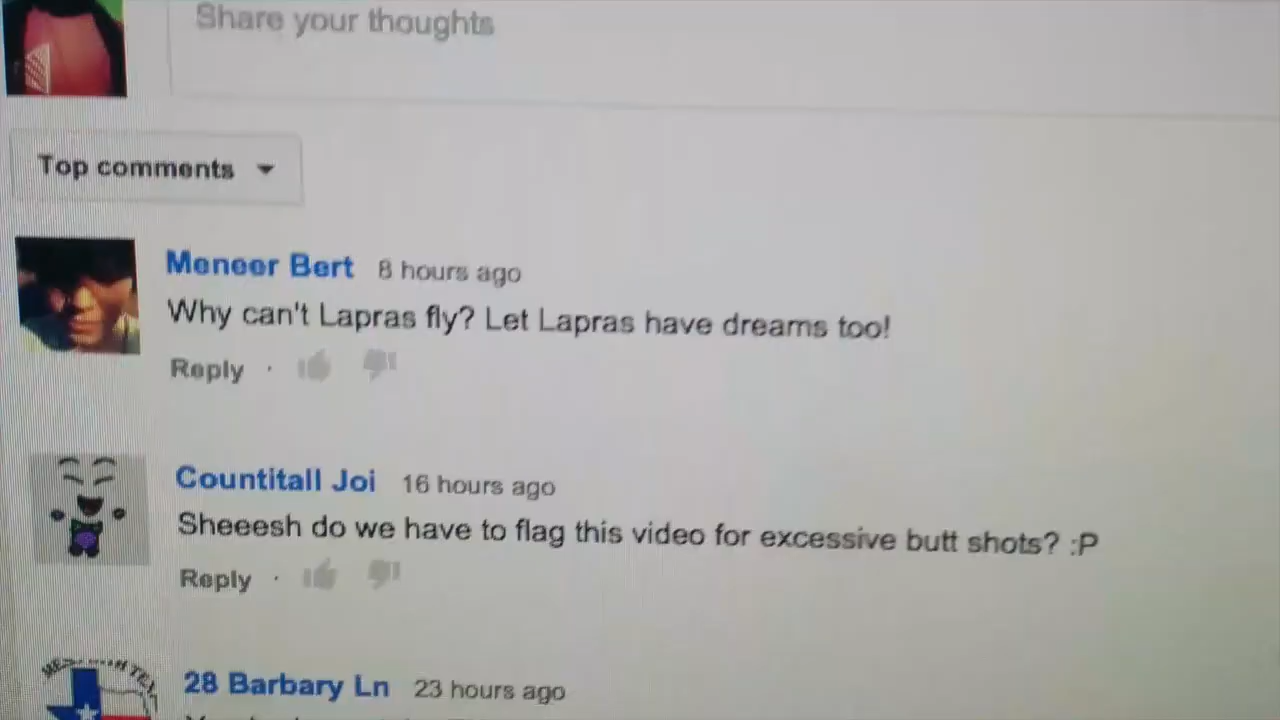 Share your thoughts
Top comments
Meneer Bert 8 hours ago
Why can't Lapras fly? Let Lapras have dreams too!
Reply ·
Countitall Joi 16 hours ago
Sheeesh do we have to flag this video for excessive butt shots? :P
Reply ·
28 Barbary Ln 23 hours ago